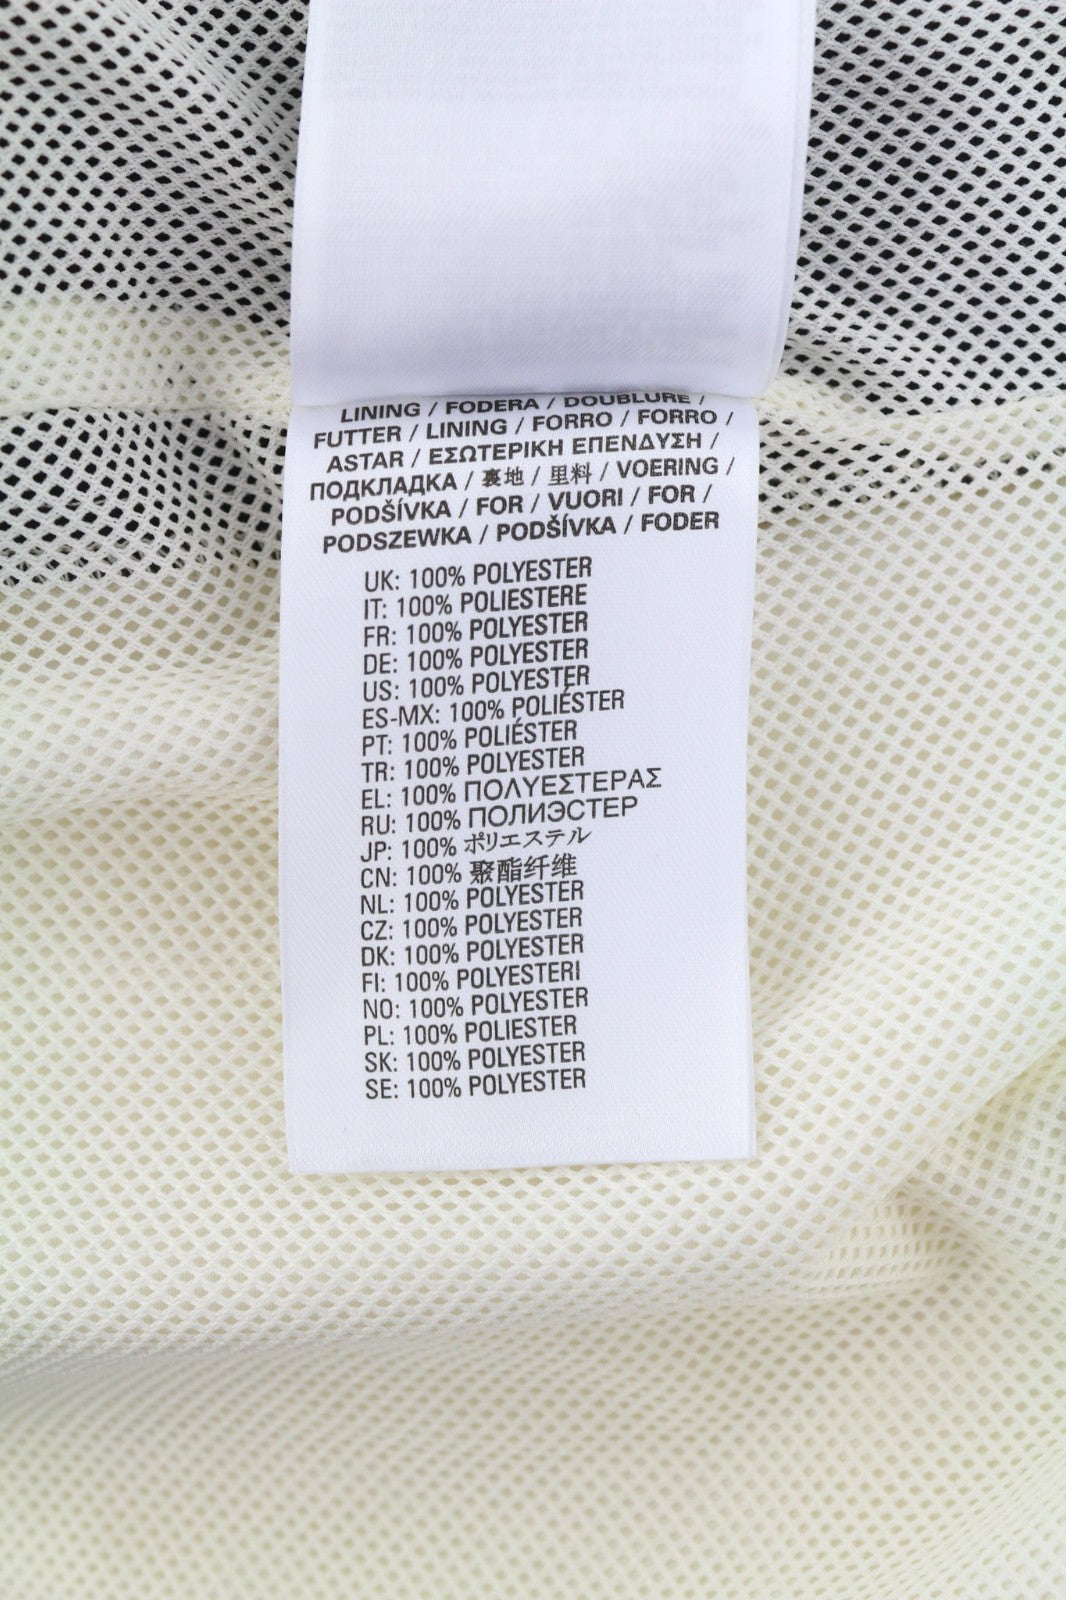 LINING / FODERA / DOUBLURE /
FUTTER / LINING / FORRO / FORRO /
ASTAR / ΕΣΩΤΕΡΙΚΗ ΕΠΕΝΔΥΣΗ /
ПОДКЛАДКА / 裏地 / 里料 / VOERING /
PODŠÍVKA / FOR / VUORI / FOR /
PODSZEWKA / PODŠÍVKA / FODER
UK: 100% POLYESTER
IT: 100% POLIESTERE
FR: 100% POLYESTER
DE: 100% POLYESTER
US: 100% POLYESTER
ES-MX: 100% POLIÉSTER
PT: 100% POLIÉSTER
TR: 100% POLYESTER
EL: 100% ΠΟΛΥΕΣΤΕΡΑΣ
RU: 100% ПОЛИЭСТЕР
JP: 100% ポリエステル
CN: 100% 聚酯纤维
NL: 100% POLYESTER
CZ: 100% POLYESTER
DK: 100% POLYESTER
FI: 100% POLYESTERI
NO: 100% POLYESTER
PL: 100% POLIESTER
SK: 100% POLYESTER
SE: 100% POLYESTER